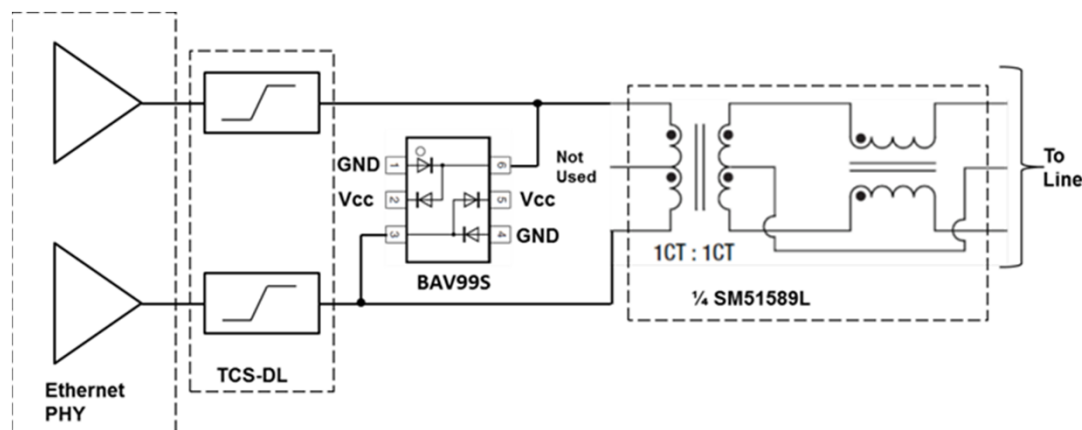 GND
1
6
Vcc
2
5
Vcc
3
4
GND
BAV99S
Not
Used
To
Line
1CT : 1CT
¼ SM51589L
TCS-DL
Ethernet
PHY